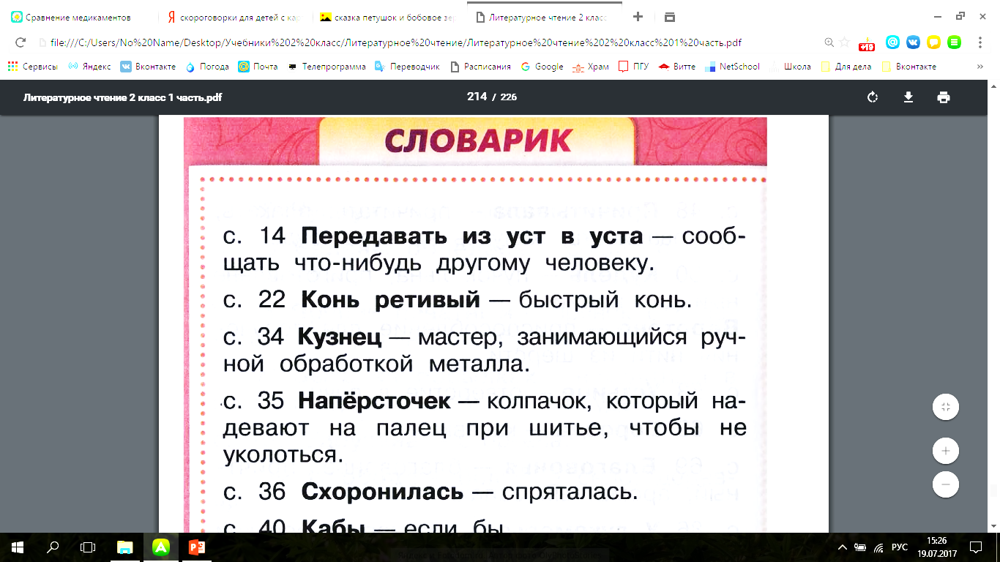 Сравнение медикаментов
скороговорки для детей с кар
сказка петушок и бобовое зер
Литературное чтение 2 класс
file:///C:/Users/No%20Name/Desktop/Учебники%202%20класс/Литературное%20чтение/Литературное%20чтение%202%20класс%201%20часть.pdf
+18
Сервисы Яндекс Вконтакте Погода Почта Телепрограмма Переводчик Расписания Google Храм ПГУ Витте NetSchool Школа Для дела Вконтакте »
Литературное чтение 2 класс 1 часть.pdf 214 / 226
СЛОВАРИК
с. 14 Передавать из уст в уста — сооб-
щать что-нибудь другому человеку.
с. 22 Конь ретивый — быстрый конь.
с. 34 Кузнец — мастер, занимающийся руч-
ной обработкой металла.
с. 35 Напёрсточек — колпачок, который на-
девают на палец при шитье, чтобы не
уколоться.
с. 36 Схоронилась — спряталась.
с. 40 Кабы — если бы
РУС
15:26
19.07.2017